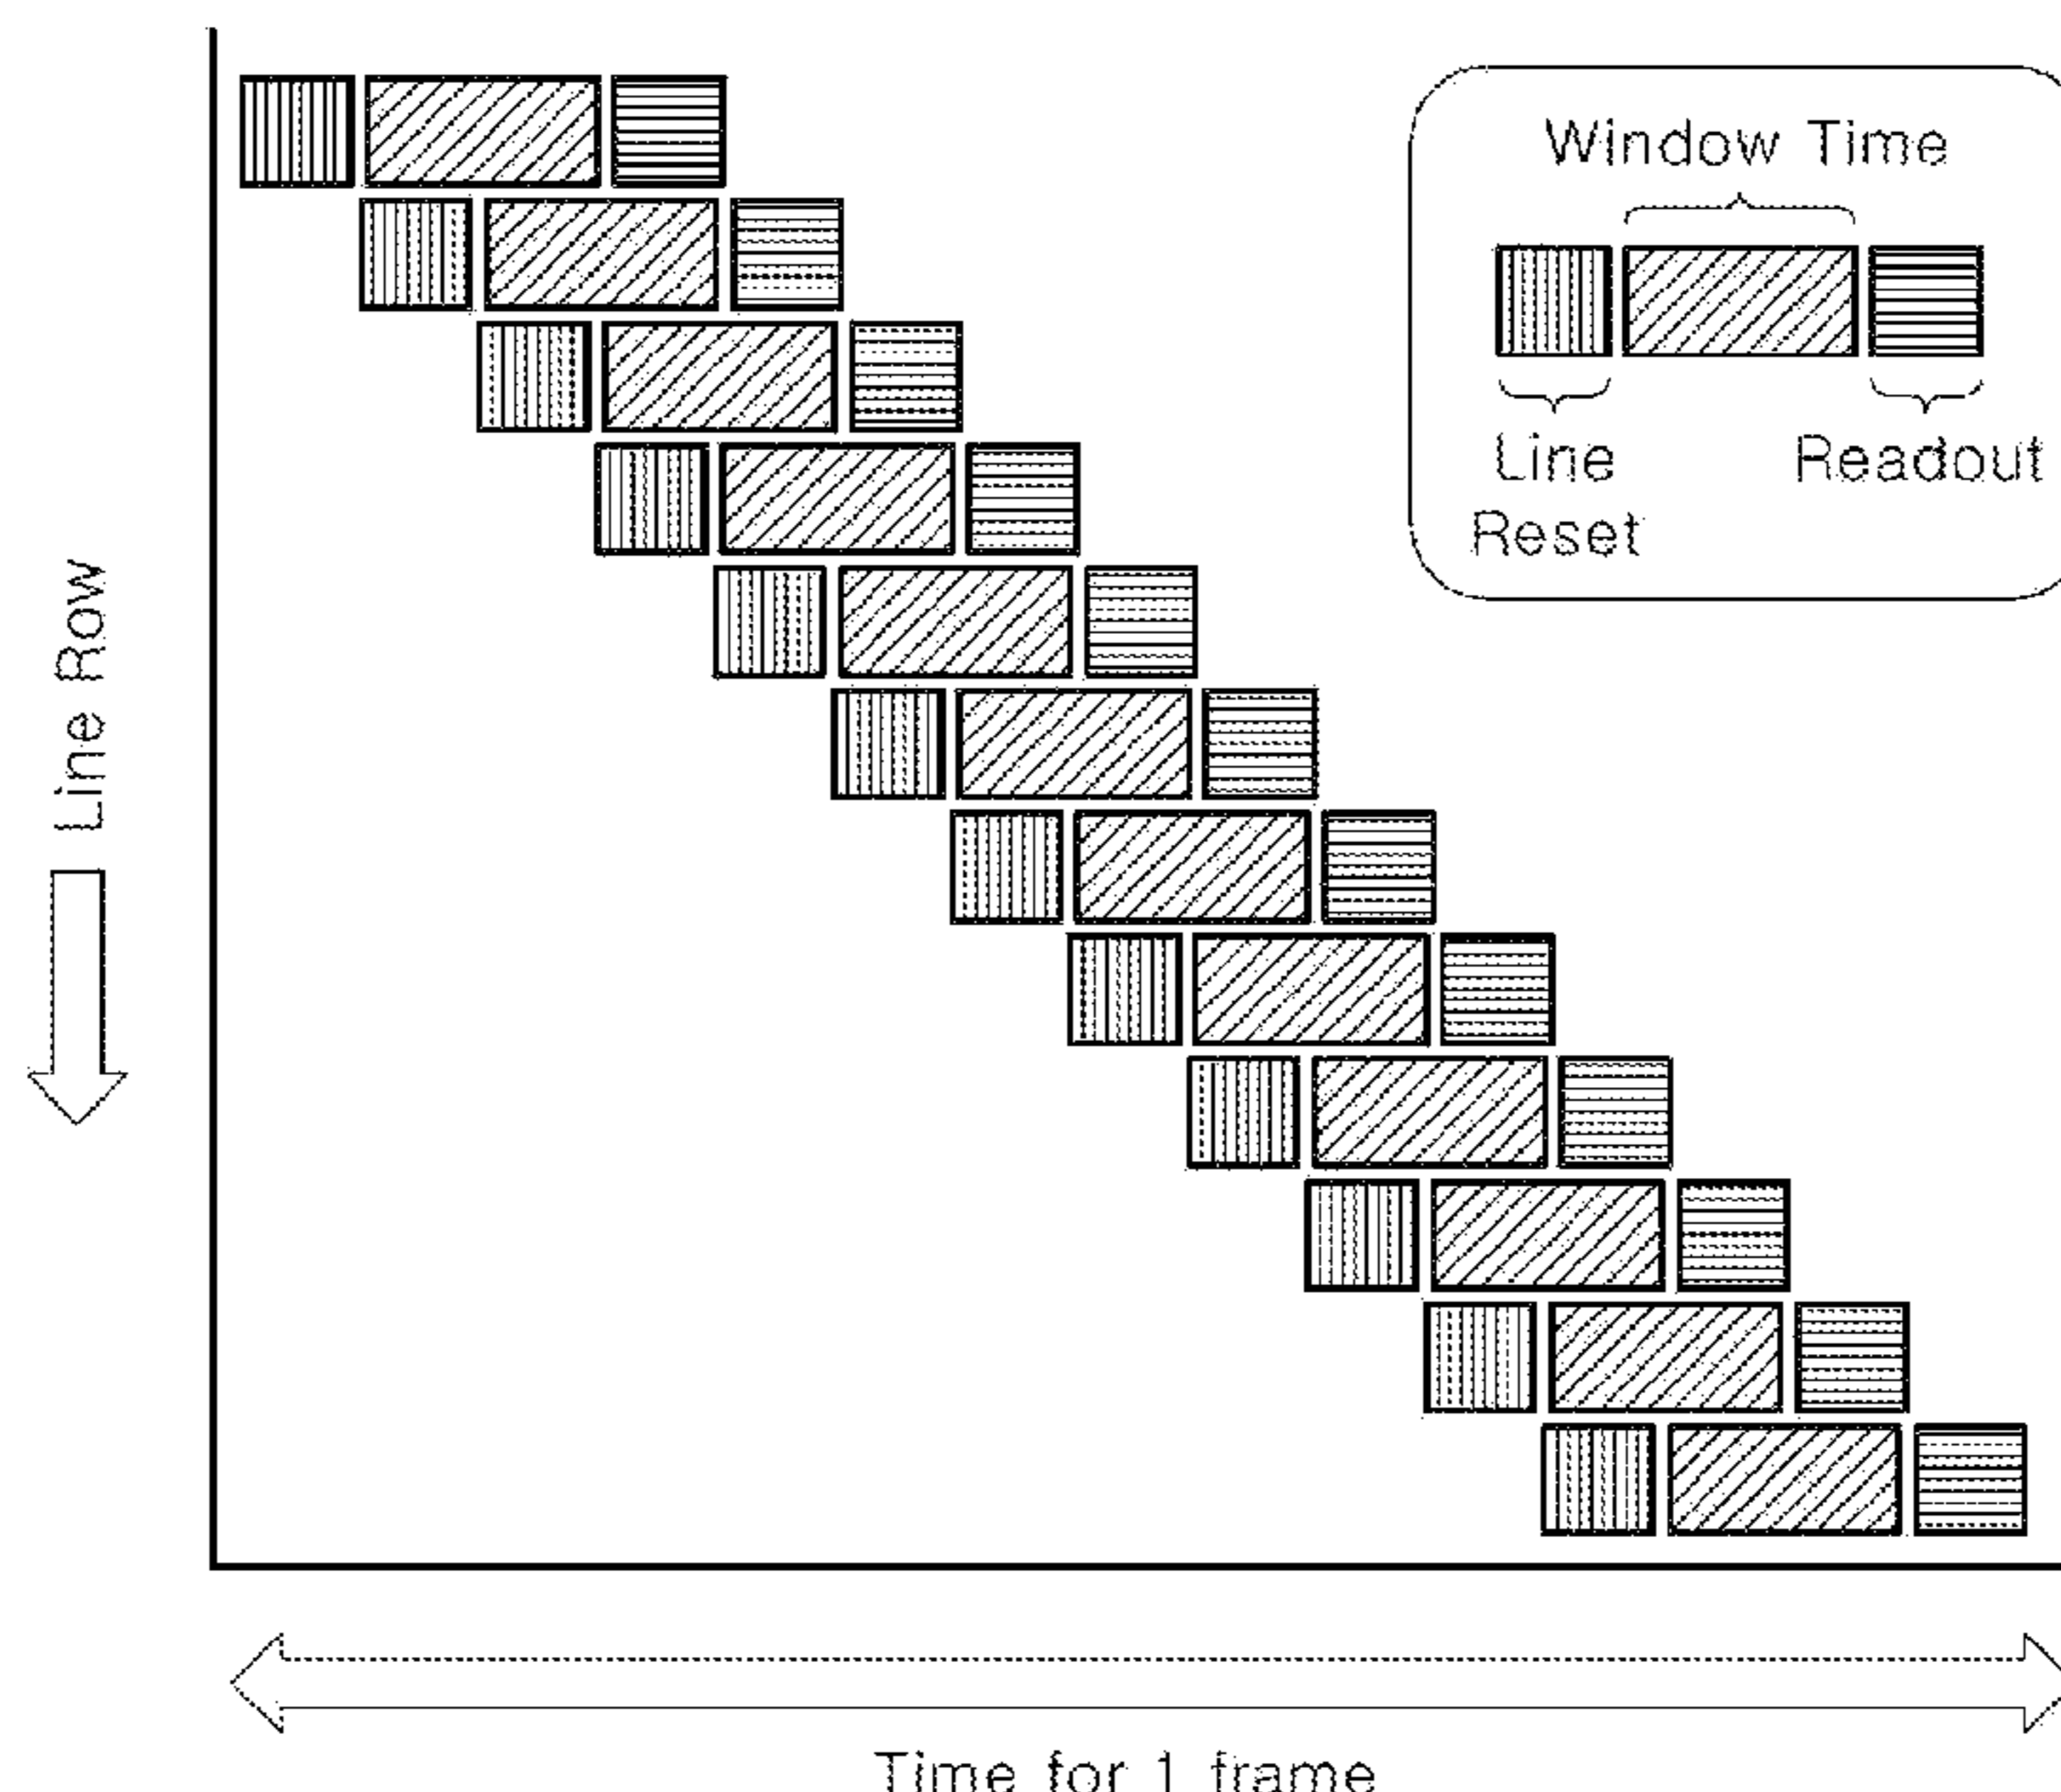 Window Time
Line
Reset
Readout
Line Row
Time for 1 frame